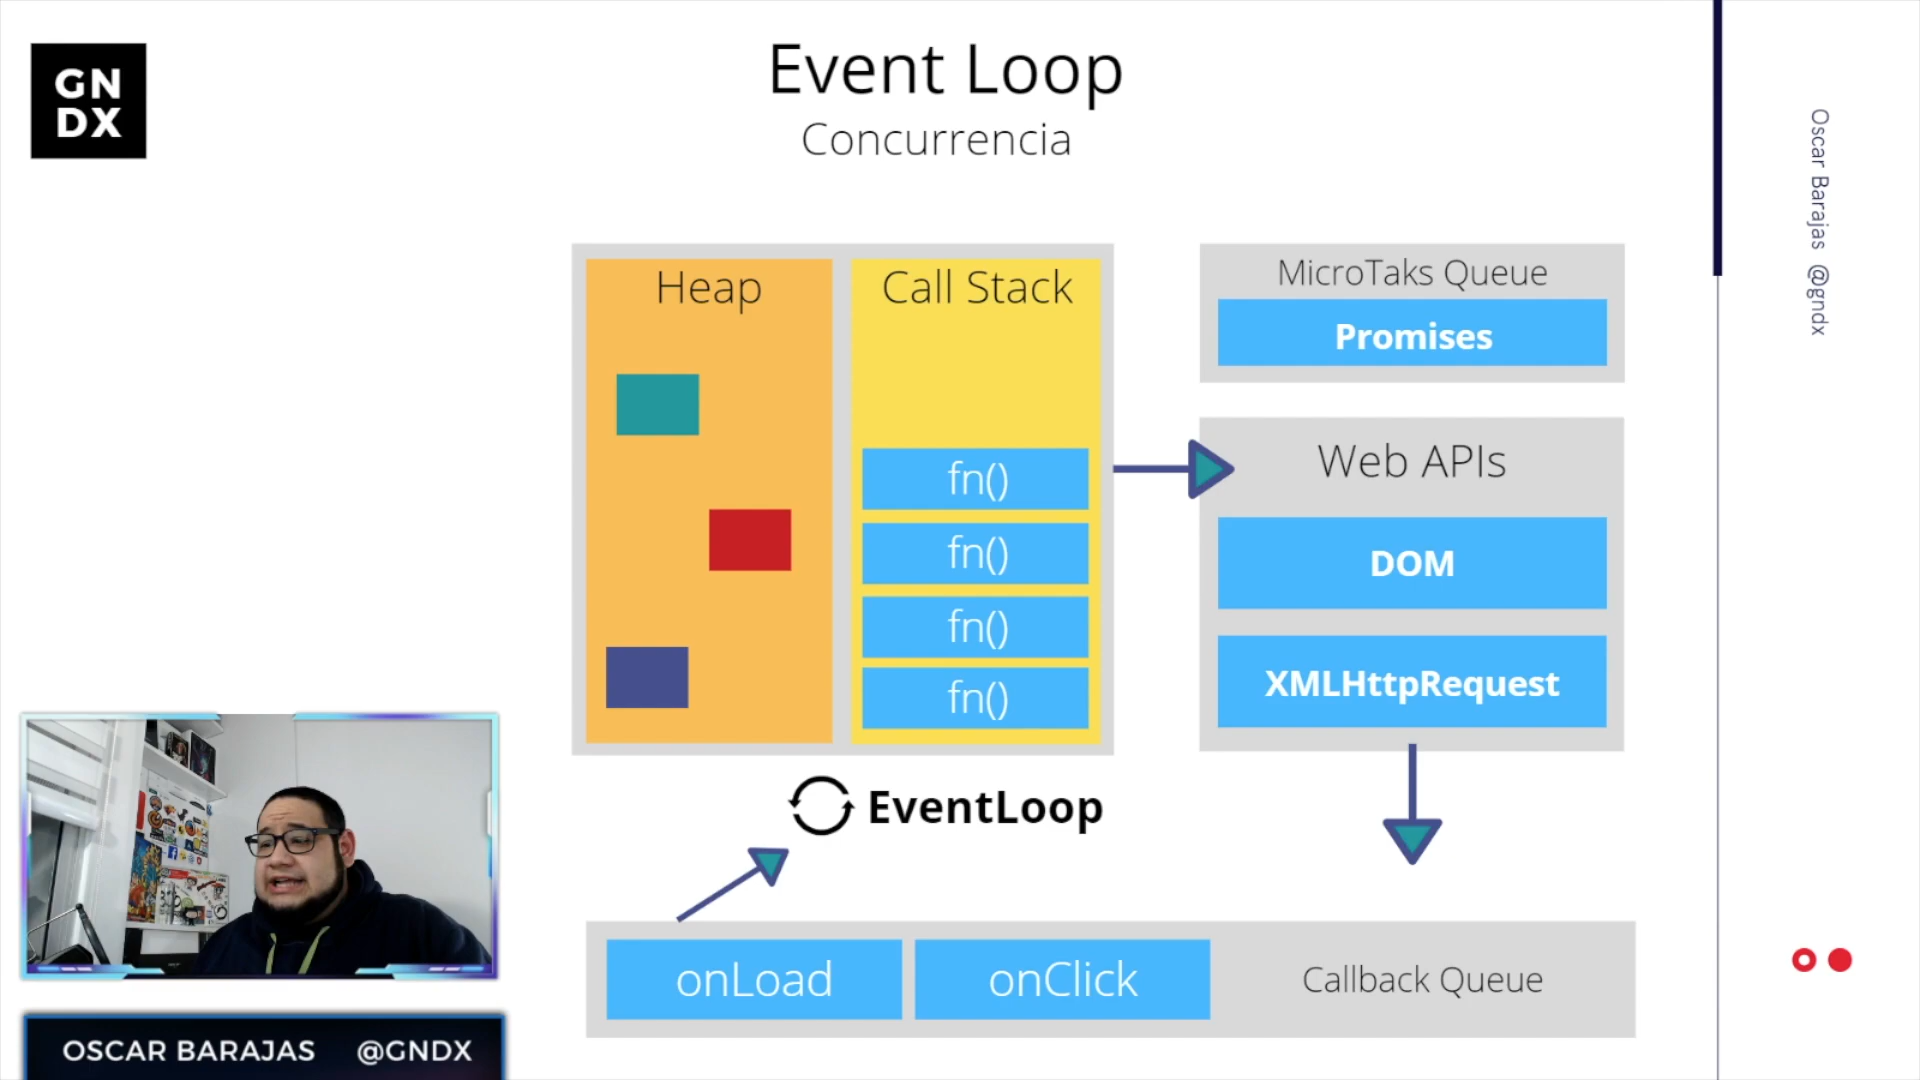 GN
DX
Event Loop
Concurrencia
Oscar Barajas @gndx
Heap
Call Stack
fn()
fn()
fn()
fn()
MicroTaks Queue
Promises
Web APIs
DOM
XMLHttpRequest
EventLoop
onLoad
onClick
Callback Queue
OSCAR BARAJAS @GNDX